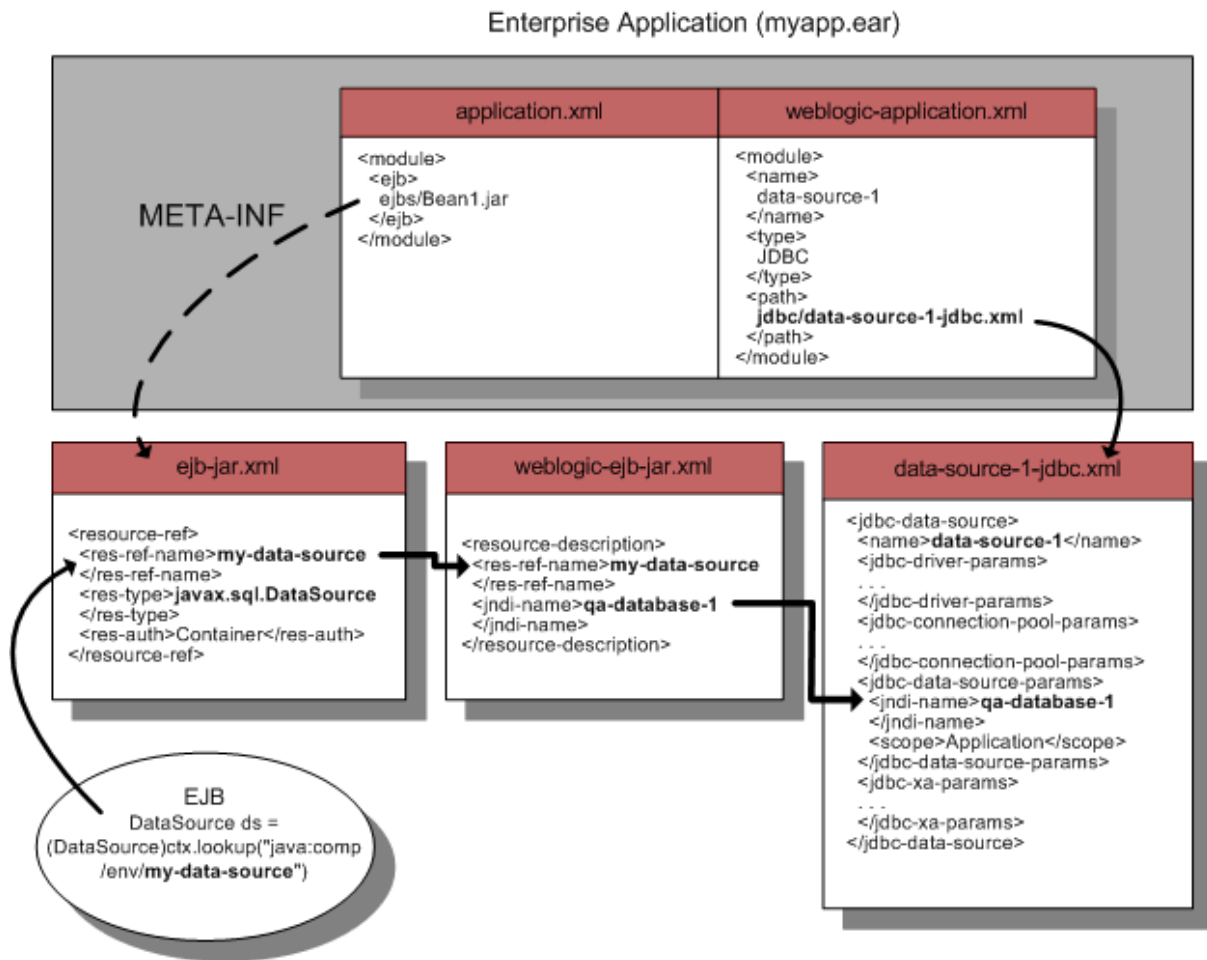 Enterprise Application (myapp.ear)
META-INF
application.xml
<module>
<ejb>
ejbs/Bean1.jar
</ejb>
</module>
weblogic-application.xml
<module>
<name>
data-source-1
</name>
<type>
JDBC
</type>
<path>
jdbc/data-source-1-jdbc.xml
</path>
</module>
ejb-jar.xml
<resource-ref>
<res-ref-name>my-data-source
</res-ref-name>
<res-type>javax.sql.DataSource
</res-type>
<res-auth>Container</res-auth>
</resource-ref>
weblogic-ejb-jar.xml
<resource-description>
<res-ref-name>my-data-source
</res-ref-name>
<jndi-name>qa-database-1
</jndi-name>
</resource-description>
data-source-1-jdbc.xml
<jdbc-data-source>
<name>data-source-1</name>
<jdbc-driver-params>
. . .
</jdbc-driver-params>
<jdbc-connection-pool-params>
. . .
</jdbc-connection-pool-params>
<jdbc-data-source-params>
<jndi-name>qa-database-1
</jndi-name>
<scope>Application</scope>
</jdbc-data-source-params>
<jdbc-xa-params>
. . .
</jdbc-xa-params>
</jdbc-data-source>
EJB
DataSource ds =
(DataSource)ctx.lookup("java:comp
/env/my-data-source")